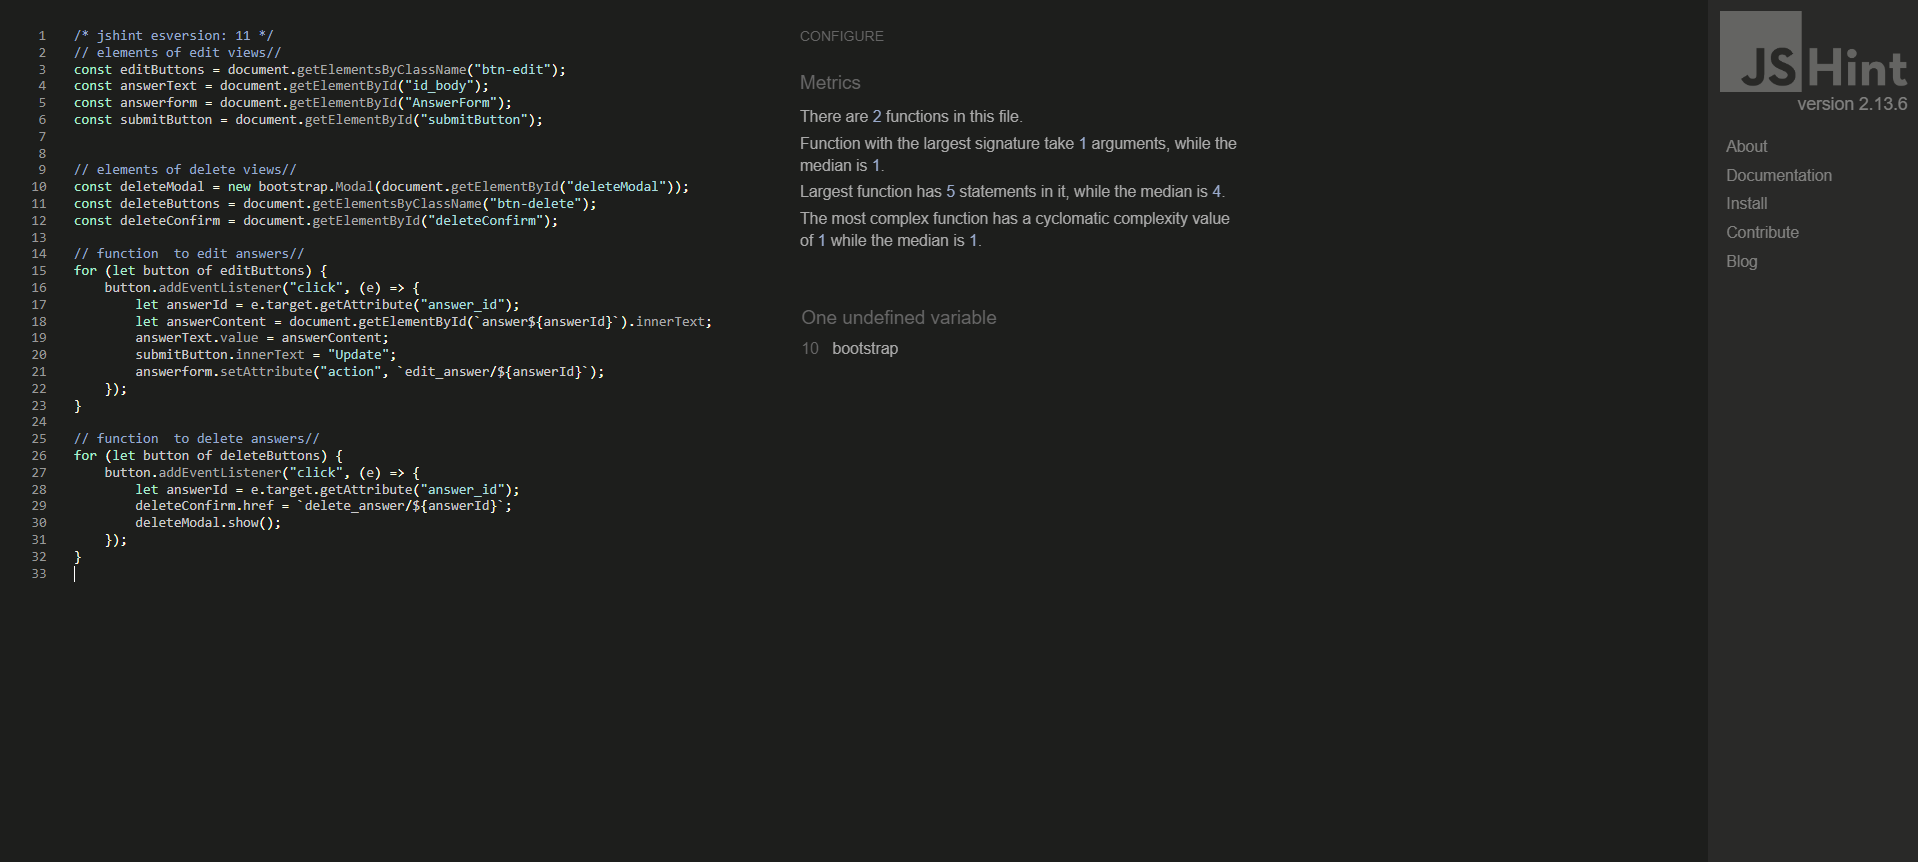 1 /* jshint esversion: 11 */
2 // elements of edit views//
3 const editButtons = document.getElementsByClassName("btn-edit");
4 const answerText = document.getElementById("id_body");
5 const answerform = document.getElementById("AnswerForm");
6 const submitButton = document.getElementById("submitButton");
7
8
9 // elements of delete views//
10 const deleteModal = new bootstrap.Modal(document.getElementById("deleteModal"));
11 const deleteButtons = document.getElementsByClassName("btn-delete");
12 const deleteConfirm = document.getElementById("deleteConfirm");
13
14 // function  to edit answers//
15 for (let button of editButtons) {
16     button.addEventListener("click", (e) => {
17         let answerId = e.target.getAttribute("answer_id");
18         let answerContent = document.getElementById(`answer${answerId}`).innerText;
19         answerText.value = answerContent;
20         submitButton.innerText = "Update";
21         answerform.setAttribute("action", `edit_answer/${answerId}`);
22     });
23 }
24
25 // function  to delete answers//
26 for (let button of deleteButtons) {
27     button.addEventListener("click", (e) => {
28         let answerId = e.target.getAttribute("answer_id");
29         deleteConfirm.href = `delete_answer/${answerId}`;
30         deleteModal.show();
31     });
32 }
33
CONFIGURE
Metrics
There are 2 functions in this file.
Function with the largest signature take 1 arguments, while the
median is 1.
Largest function has 5 statements in it, while the median is 4.
The most complex function has a cyclomatic complexity value
of 1 while the median is 1.
One undefined variable
10 bootstrap
JSHint
version 2.13.6
About
Documentation
Install
Contribute
Blog